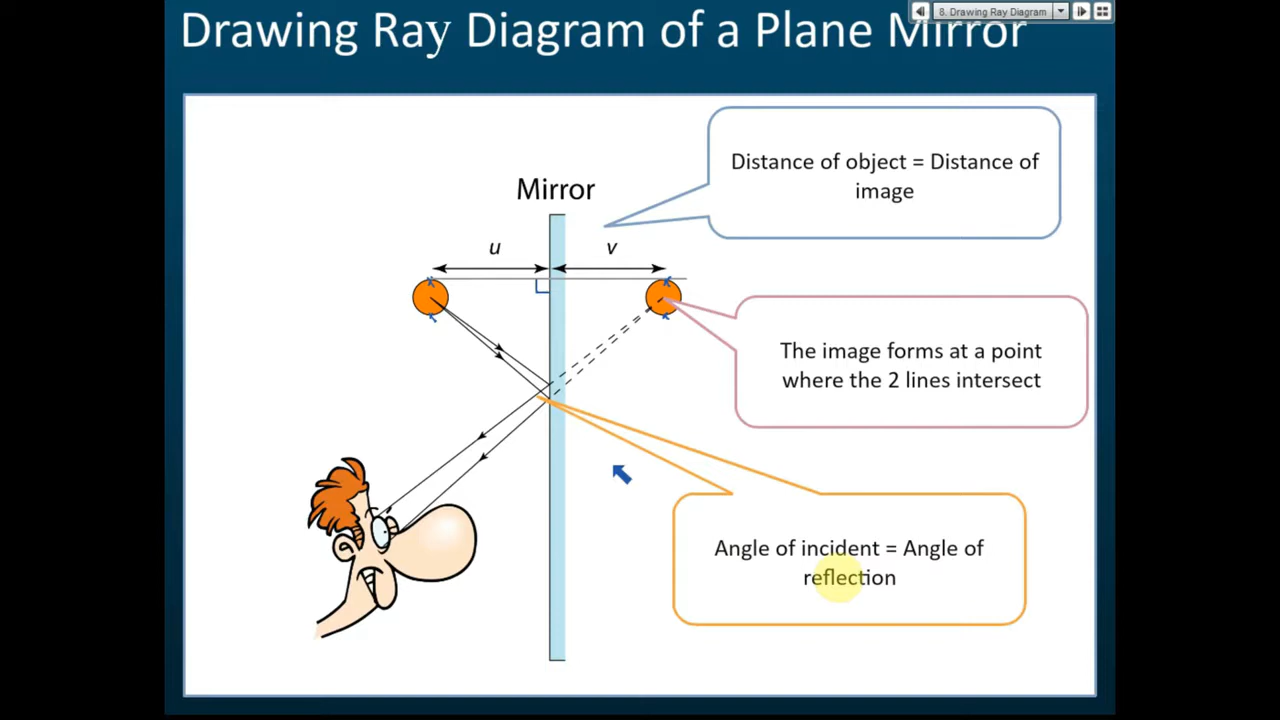 8. Drawing Ray Diagram
Drawing Ray Diagram of a Plane Mirror
Distance of object = Distance of
image
Mirror
u
v
The image forms at a point
where the 2 lines intersect
Angle of incident = Angle of
reflection